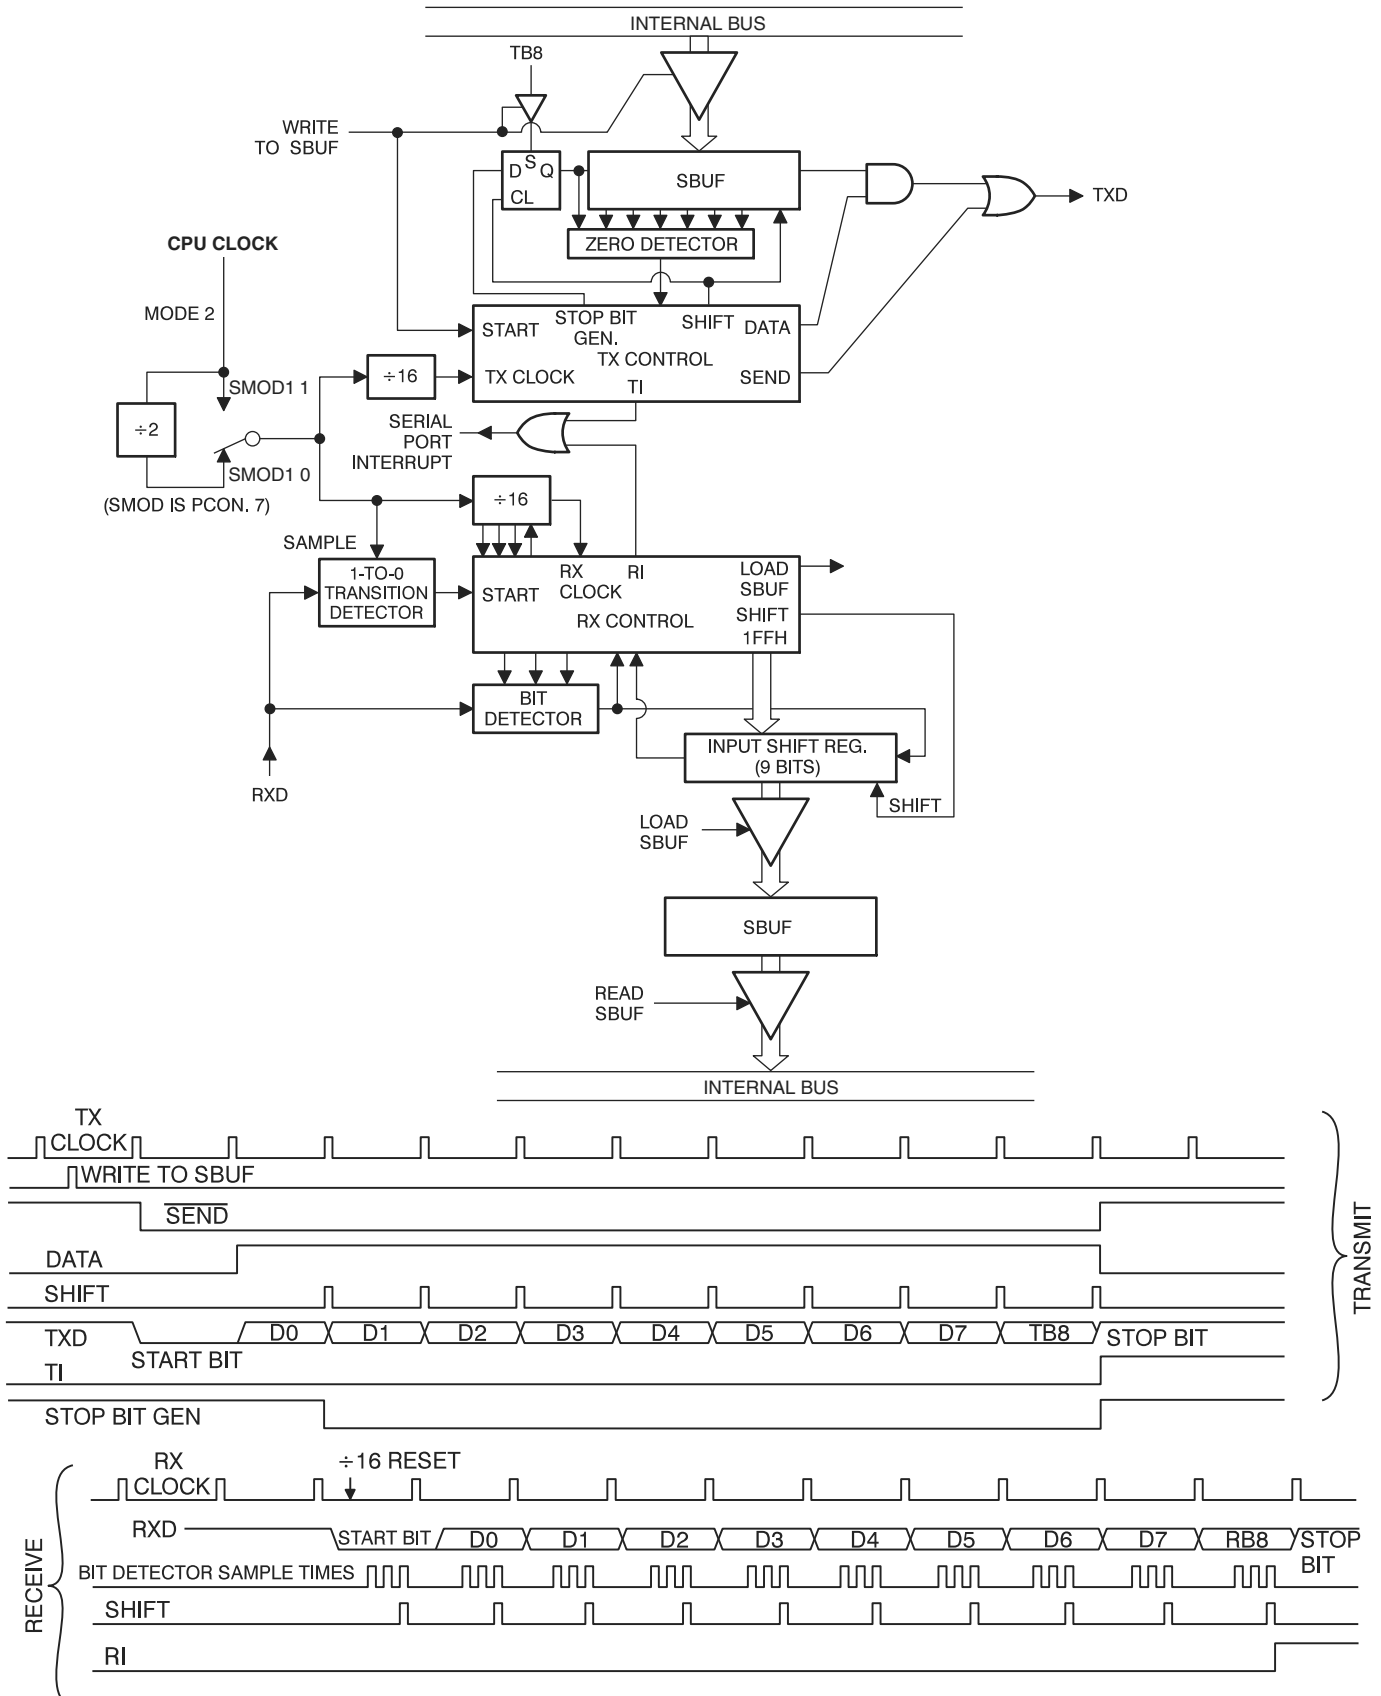 INTERNAL BUS
TB8
WRITE
TO SBUF
D S Q
CL
SBUF
TXD
ZERO DETECTOR
CPU CLOCK
MODE 2
START
STOP BIT
GEN.
SHIFT
DATA
TX CONTROL
÷16
TX CLOCK
SEND
TI
SMOD1 1
÷2
SERIAL
PORT
INTERRUPT
SMOD1 0
(SMOD IS PCON. 7)
÷16
SAMPLE
1-TO-0
TRANSITION
DETECTOR
START
RX
CLOCK
RI
LOAD
SBUF
SHIFT
RX CONTROL
1FFH
BIT
DETECTOR
INPUT SHIFT REG.
(9 BITS)
RXD
SHIFT
LOAD
SBUF
SBUF
READ
SBUF
INTERNAL BUS
TX
CLOCK
WRITE TO SBUF
SEND
DATA
SHIFT
TXD
D0 D1 D2 D3 D4 D5 D6 D7 TB8 STOP BIT
START BIT
TI
STOP BIT GEN
TRANSMIT
RX
CLOCK
÷16 RESET
RXD
START BIT D0 D1 D2 D3 D4 D5 D6 D7 RB8 STOP
BIT
BIT DETECTOR SAMPLE TIMES
SHIFT
RI
RECEIVE